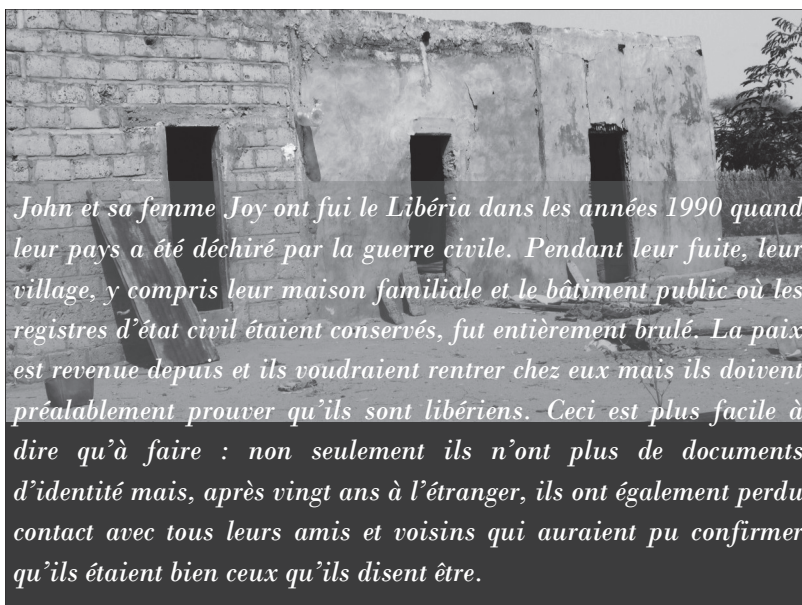 John et sa femme Joy ont fui le Libéria dans les années 1990 quand
leur pays a été déchiré par la guerre civile. Pendant leur fuite, leur
village, y compris leur maison familiale et le bâtiment public où les
registres d’état civil étaient conservés, fut entièrement brulé. La paix
est revenue depuis et ils voudraient rentrer chez eux mais ils doivent
préalablement prouver qu’ils sont libériens. Ceci est plus facile à
dire qu’à faire : non seulement ils n’ont plus de documents
d’identité mais, après vingt ans à l’étranger, ils ont également perdu
contact avec tous leurs amis et voisins qui auraient pu confirmer
qu’ils étaient bien ceux qu’ils disent être.